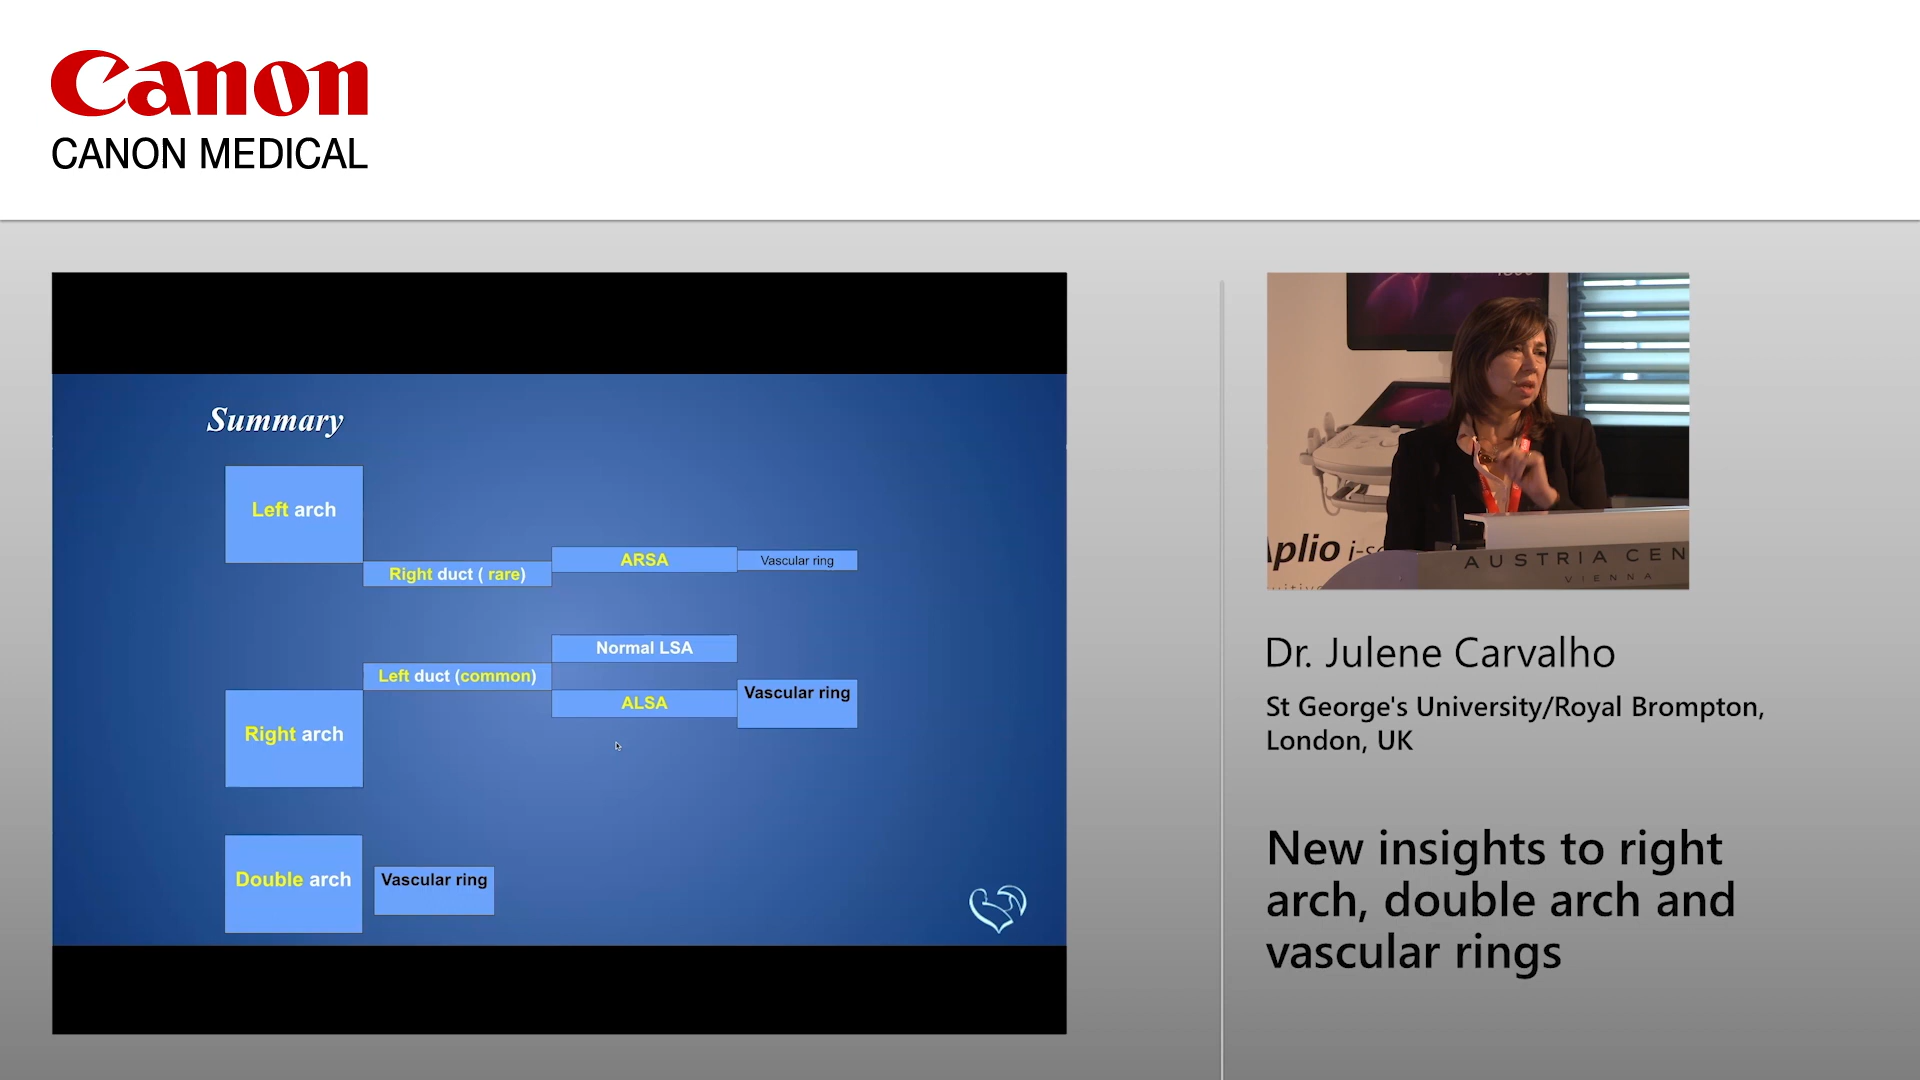 Canon
CANON MEDICAL
Summary
Left arch
Right duct ( rare)
ARSA
Vascular ring
Normal LSA
Left duct (common)
ALSA
Vascular ring
Right arch
Double arch
Vascular ring
Aplio i-s
AUSTRIA CEN
VIENNA
Dr. Julene Carvalho
St George's University/Royal Brompton,
London, UK
New insights to right
arch, double arch and
vascular rings